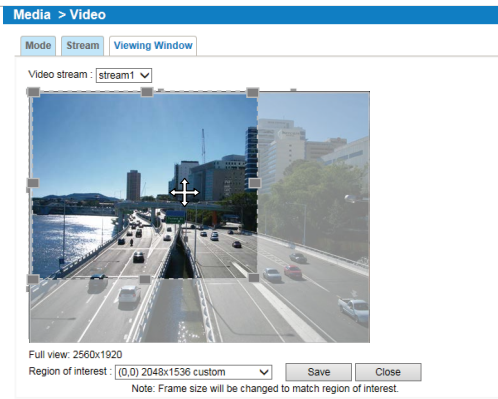 Media > Video
Mode Stream Viewing Window
Video stream : stream1
Full view: 2560x1920
Region of interest : (0,0) 2048x1536 custom Save Close
Note: Frame size will be changed to match region of interest.